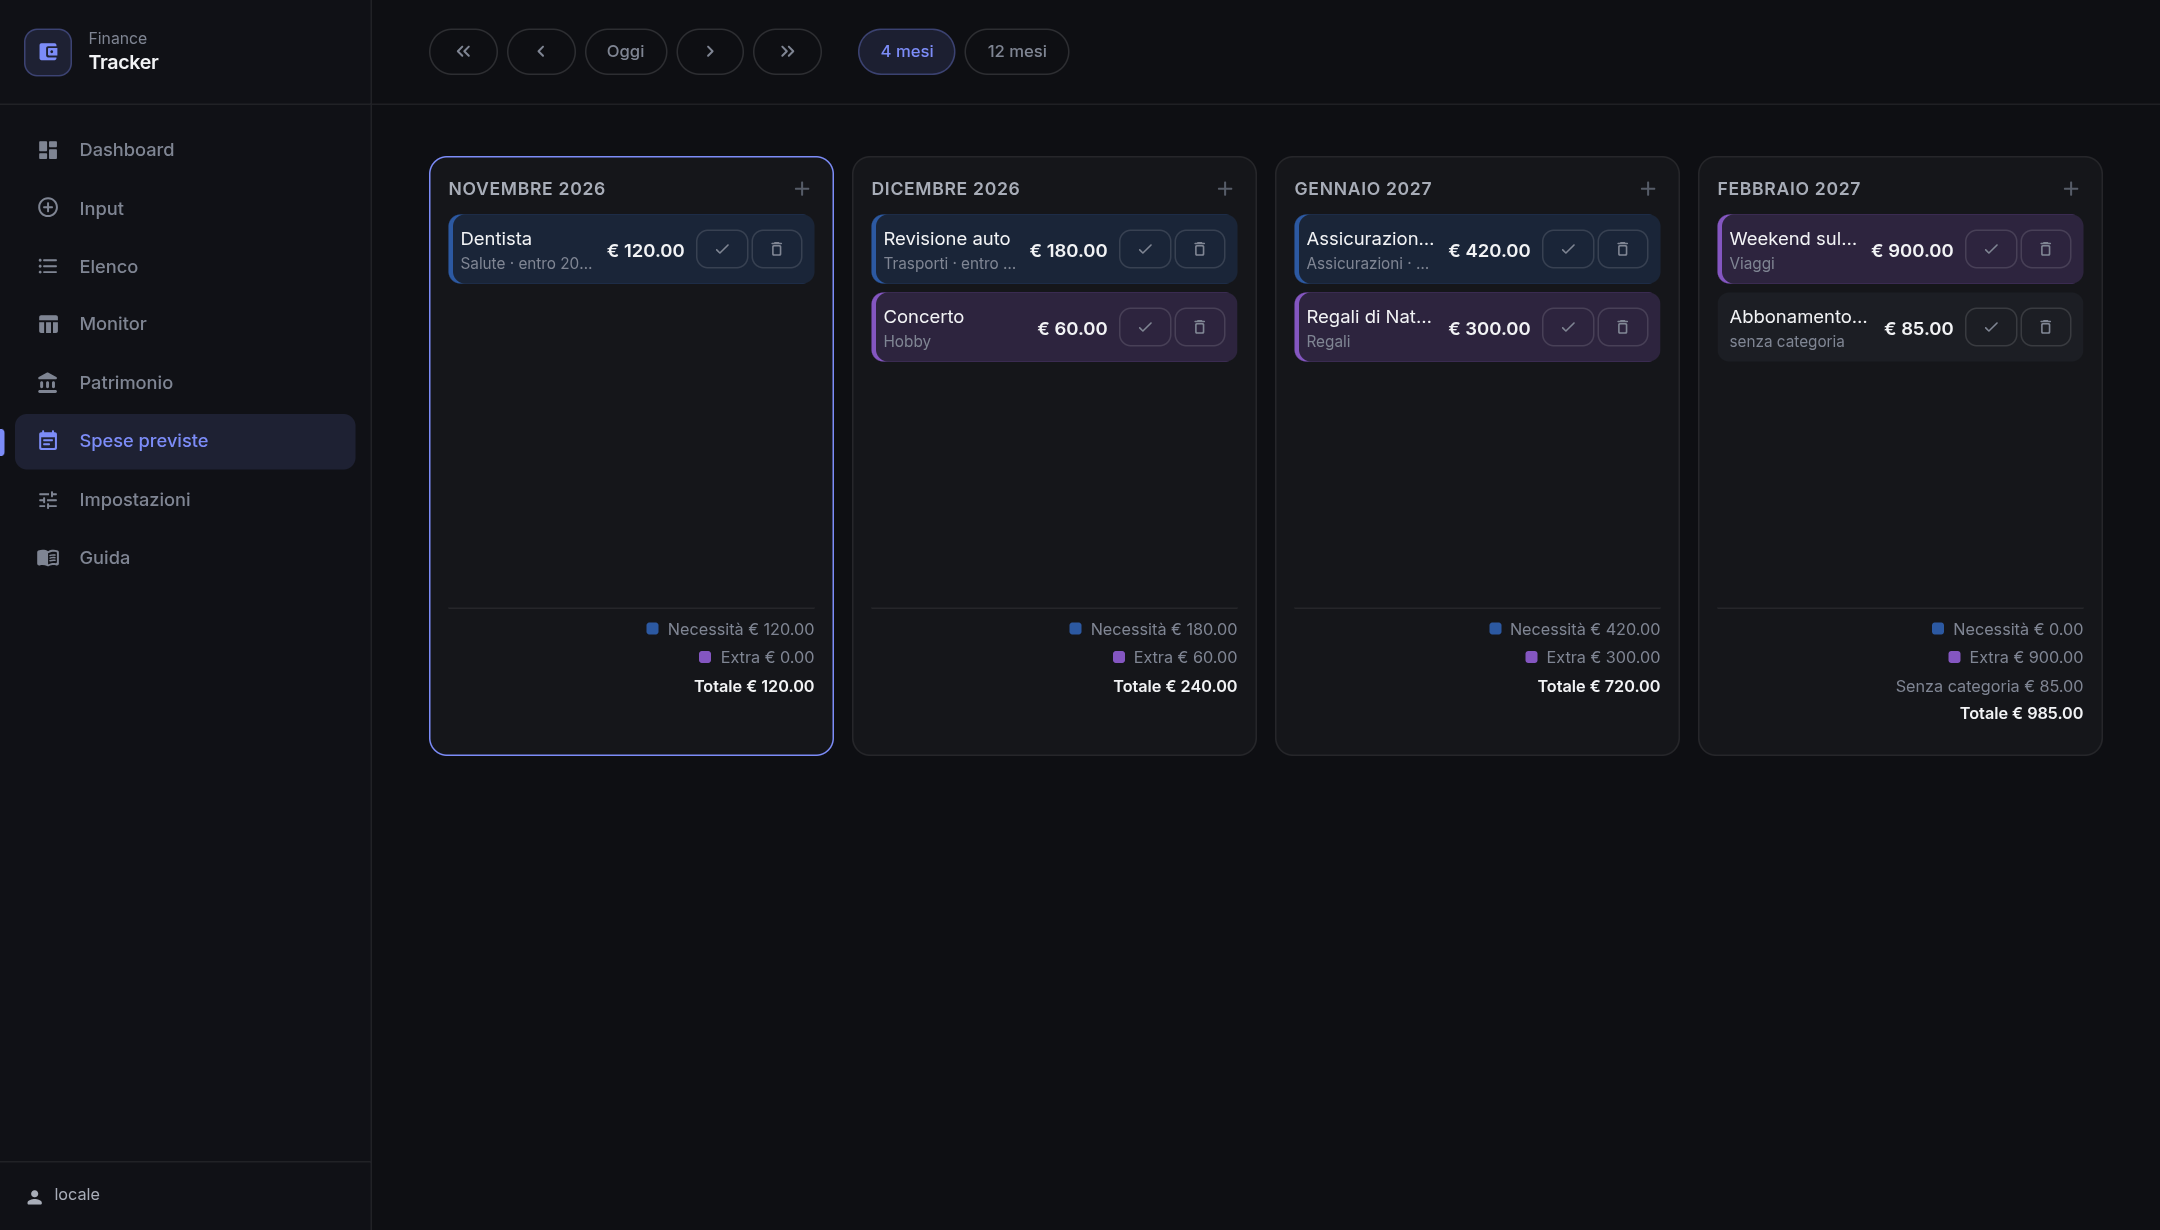 Finance
Tracker
Dashboard
Input
Elenco
Monitor
Patrimonio
Spese previste
Impostazioni
Guida
locale
Oggi
4 mesi
12 mesi
NOVEMBRE 2026
Dentista
Salute · entro 20...
€ 120.00
Necessità € 120.00
Extra € 0.00
Totale € 120.00
DICEMBRE 2026
Revisione auto
Trasporti · entro ...
€ 180.00
Concerto
Hobby
€ 60.00
Necessità € 180.00
Extra € 60.00
Totale € 240.00
GENNAIO 2027
Assicurazion...
Assicurazioni · ...
€ 420.00
Regali di Nat...
Regali
€ 300.00
Necessità € 420.00
Extra € 300.00
Totale € 720.00
FEBBRAIO 2027
Weekend sul...
Viaggi
€ 900.00
Abbonamento...
senza categoria
€ 85.00
Necessità € 0.00
Extra € 900.00
Senza categoria € 85.00
Totale € 985.00